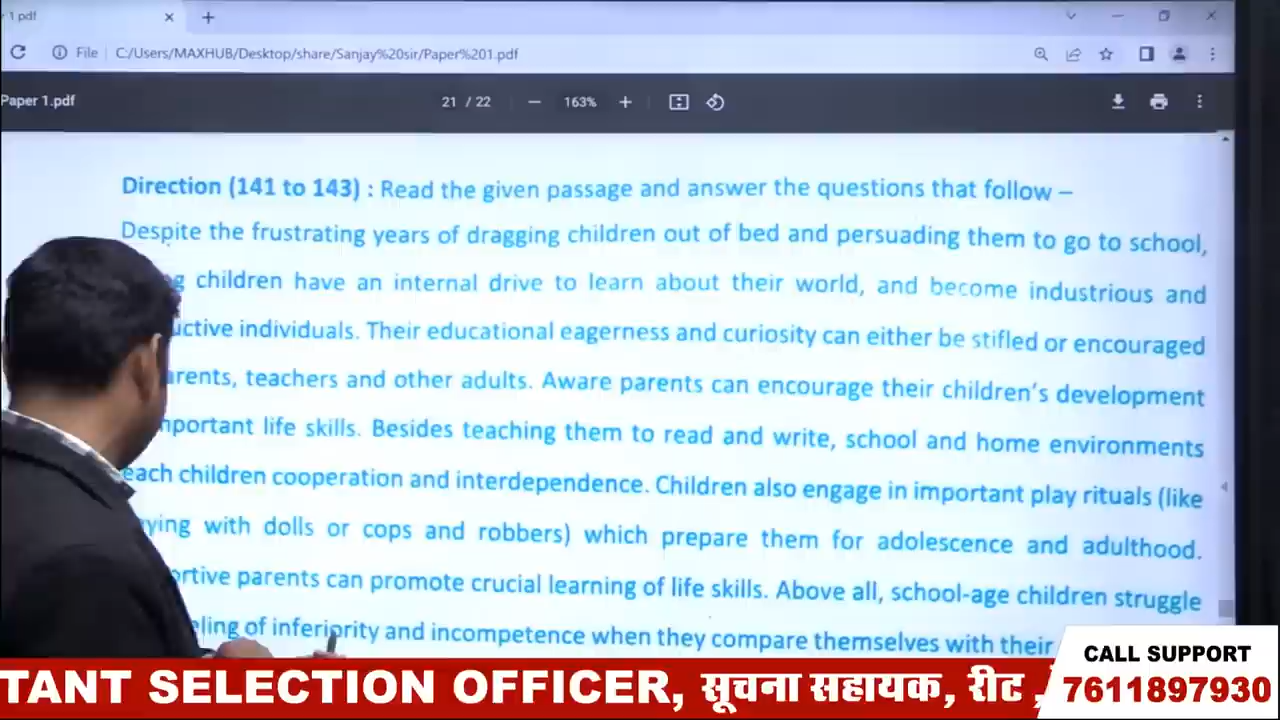 1 pdf
File
C:/Users/MAXHUB/Desktop/share/Sanjay%20sir/Paper%201.pdf
Paper 1.pdf
21 / 22
163%
Direction (141 to 143) : Read the given passage and answer the questions that follow –
Despite the frustrating years of dragging children out of bed and persuading them to go to school,
children have an internal drive to learn about their world, and become industrious and
individuals. Their educational eagerness and curiosity can either be stifled or encouraged
teachers and other adults. Aware parents can encourage their children's development
life skills. Besides teaching them to read and write, school and home environments
children cooperation and interdependence. Children also engage in important play rituals (like
with dolls or cops and robbers) which prepare them for adolescence and adulthood.
parents can promote crucial learning of life skills. Above all, school-age children struggle
of inferiority and incompetence when they compare themselves with their
CALL SUPPORT
7611897930
TANT SELECTION OFFICER, सूचना सहायक, रीट ,